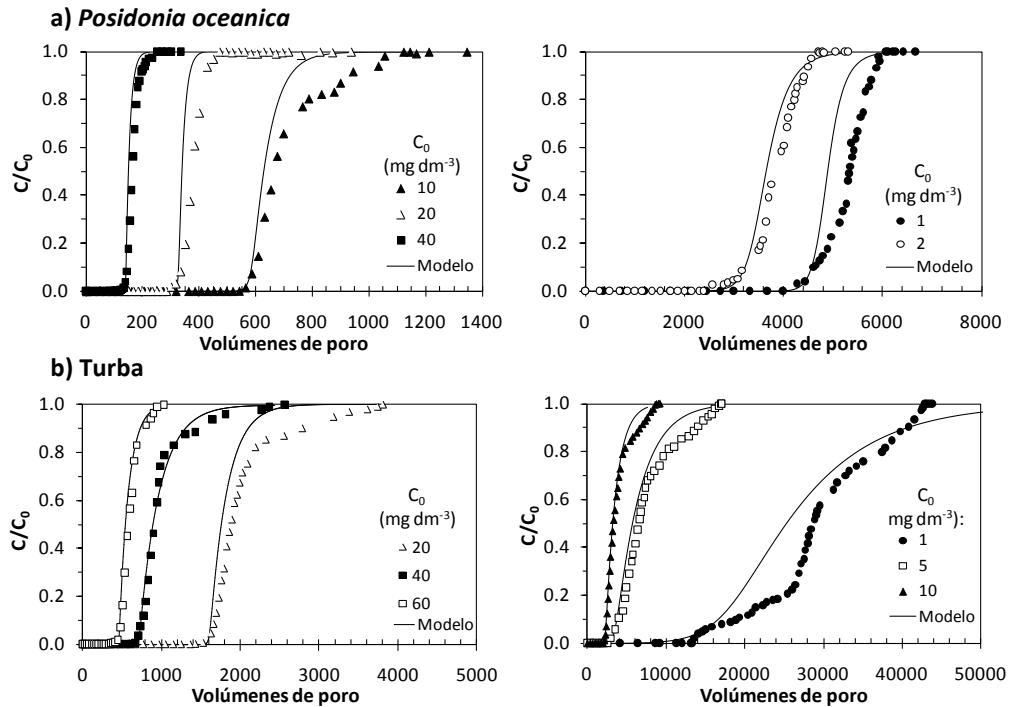 a) Posidonia oceanica
1.0
0.8
0.6
0.4
0.2
0.0
C/C0
0 200 400 600 800 1000 1200 1400
Volúmenes de poro
C0
(mg dm-3)
10
20
40
Modelo
1.0
0.8
0.6
0.4
0.2
0.0
0 2000 4000 6000 8000
Volúmenes de poro
C0
(mg dm-3)
1
2
Modelo
b) Turba
1.0
0.8
0.6
0.4
0.2
0.0
C/C0
0 1000 2000 3000 4000 5000
Volúmenes de poro
C0
(mg dm-3)
20
40
60
Modelo
1.0
0.8
0.6
0.4
0.2
0.0
0 10000 20000 30000 40000 50000
Volúmenes de poro
C0
mg dm-3):
1
5
10
Modelo